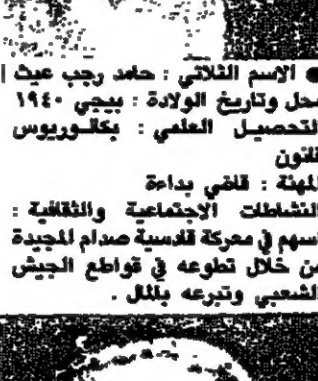 ● الاسم الثلاثي : حامد رجب عيث
محل وتاريخ الولادة : بيجي ١٩٤٠
التحصيل العلمي : بكالوريوس
قانون
المهنة : قاضي بداءة
النشاطات الاجتماعية والثقافية :
اسهم في معركة قادسية صدام المجيدة
من خلال تطوعه في قواطع الجيش
الشعبي وتبرعه بالمال .